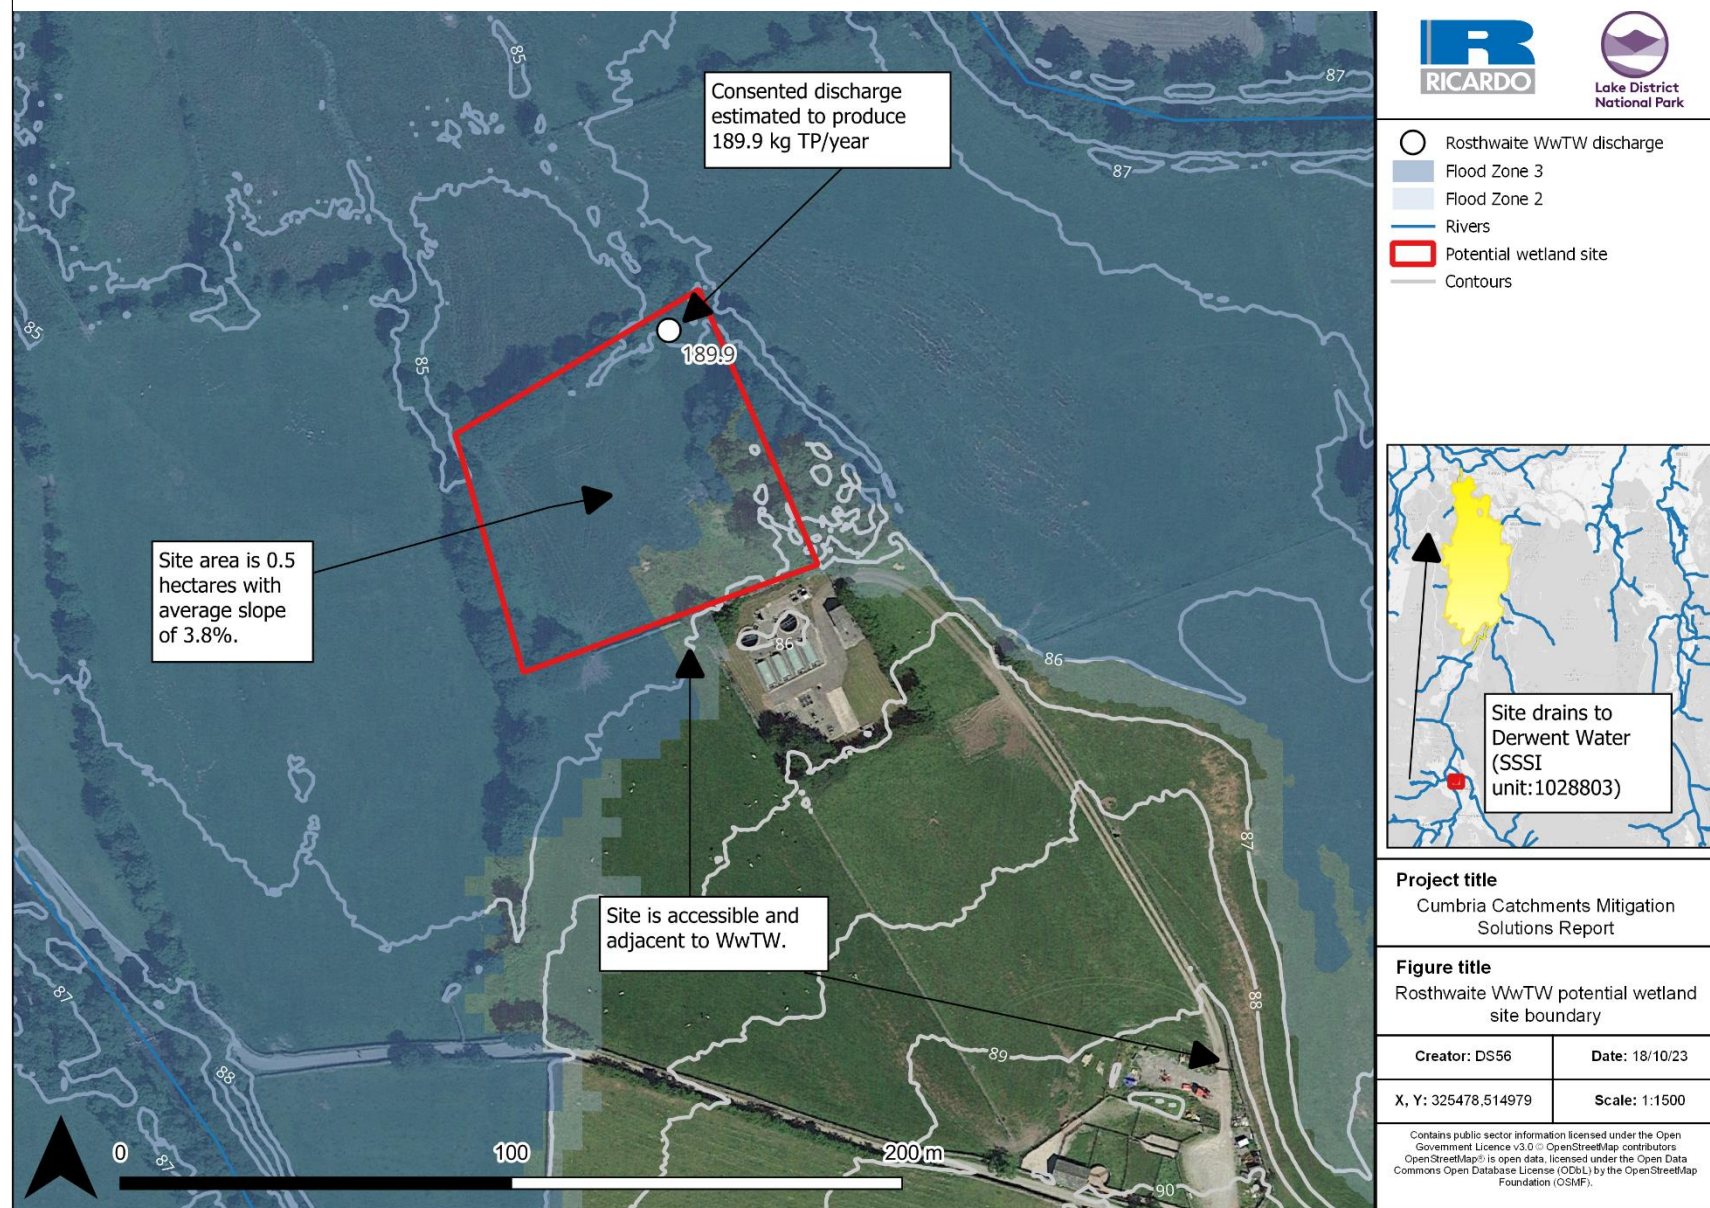 Consented discharge
estimated to produce
189.9 kg TP/year
189.9
Site area is 0.5
hectares with
average slope
of 3.8%.
Site is accessible and
adjacent to WwTW.
85
85
85
87
87
86
86
87
88
89
90
87
88
87
0
100
200 m
RICARDO
Lake District
National Park
Rosthwaite WwTW discharge
Flood Zone 3
Flood Zone 2
Rivers
Potential wetland site
Contours
Site drains to
Derwent Water
(SSSI
unit:1028803)
Project title
Cumbria Catchments Mitigation
Solutions Report
Figure title
Rosthwaite WwTW potential wetland
site boundary
Creator: DS56
Date: 18/10/23
X, Y: 325478,514979
Scale: 1:1500
Contains public sector information licensed under the Open
Government Licence v3.0 © OpenStreetMap contributors
OpenStreetMap® is open data, licensed under the Open Data
Commons Open Database License (ODbL) by the OpenStreetMap
Foundation (OSMF).